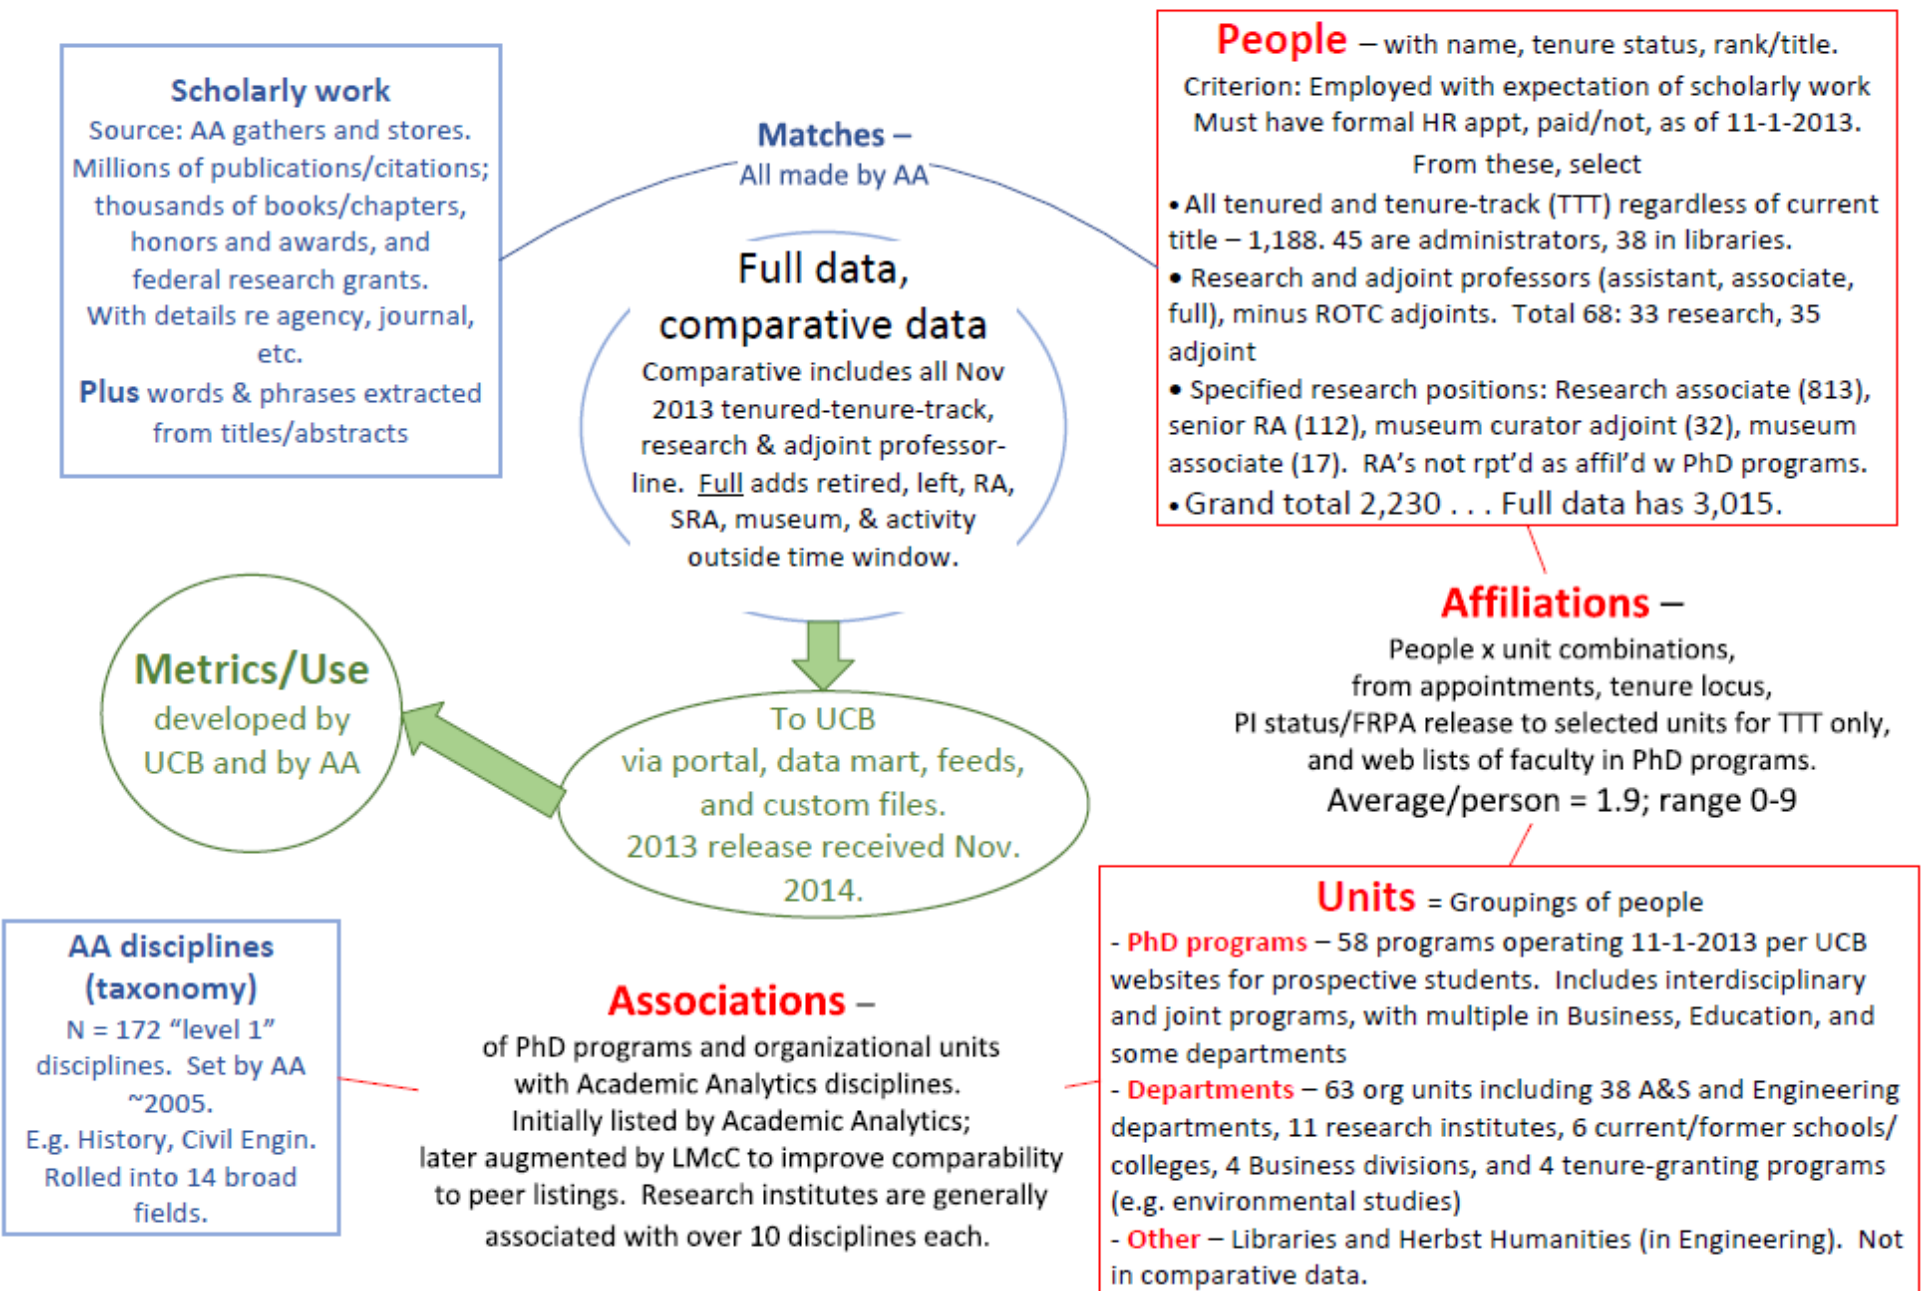 Scholarly work
Source: AA gathers and stores.
Millions of publications/citations;
thousands of books/chapters,
honors and awards, and
federal research grants.
With details re agency, journal,
etc.
Plus words & phrases extracted
from titles/abstracts
Matches –
All made by AA
People – with name, tenure status, rank/title.
Criterion: Employed with expectation of scholarly work
Must have formal HR appt, paid/not, as of 11-1-2013.
From these, select
• All tenured and tenure-track (TTT) regardless of current
title – 1,188. 45 are administrators, 38 in libraries.
• Research and adjoint professors (assistant, associate,
full), minus ROTC adjoints. Total 68: 33 research, 35
adjoint
• Specified research positions: Research associate (813),
senior RA (112), museum curator adjoint (32), museum
associate (17). RA's not rpt'd as affil'd w PhD programs.
• Grand total 2,230 . . . Full data has 3,015.
Full data,
comparative data
Comparative includes all Nov
2013 tenured-tenure-track,
research & adjoint professor-
line. Full adds retired, left, RA,
SRA, museum, & activity
outside time window.
Affiliations –
People x unit combinations,
from appointments, tenure locus,
PI status/FRPA release to selected units for TTT only,
and web lists of faculty in PhD programs.
Average/person = 1.9; range 0-9
Metrics/Use
developed by
UCB and by AA
To UCB
via portal, data mart, feeds,
and custom files.
2013 release received Nov.
2014.
Units = Groupings of people
- PhD programs – 58 programs operating 11-1-2013 per UCB
websites for prospective students. Includes interdisciplinary
and joint programs, with multiple in Business, Education, and
some departments
- Departments – 63 org units including 38 A&S and Engineering
departments, 11 research institutes, 6 current/former schools/
colleges, 4 Business divisions, and 4 tenure-granting programs
(e.g. environmental studies)
- Other – Libraries and Herbst Humanities (in Engineering). Not
in comparative data.
AA disciplines
(taxonomy)
N = 172 “level 1”
disciplines. Set by AA
~2005.
E.g. History, Civil Engin.
Rolled into 14 broad
fields.
Associations –
of PhD programs and organizational units
with Academic Analytics disciplines.
Initially listed by Academic Analytics;
later augmented by LMcC to improve comparability
to peer listings. Research institutes are generally
associated with over 10 disciplines each.